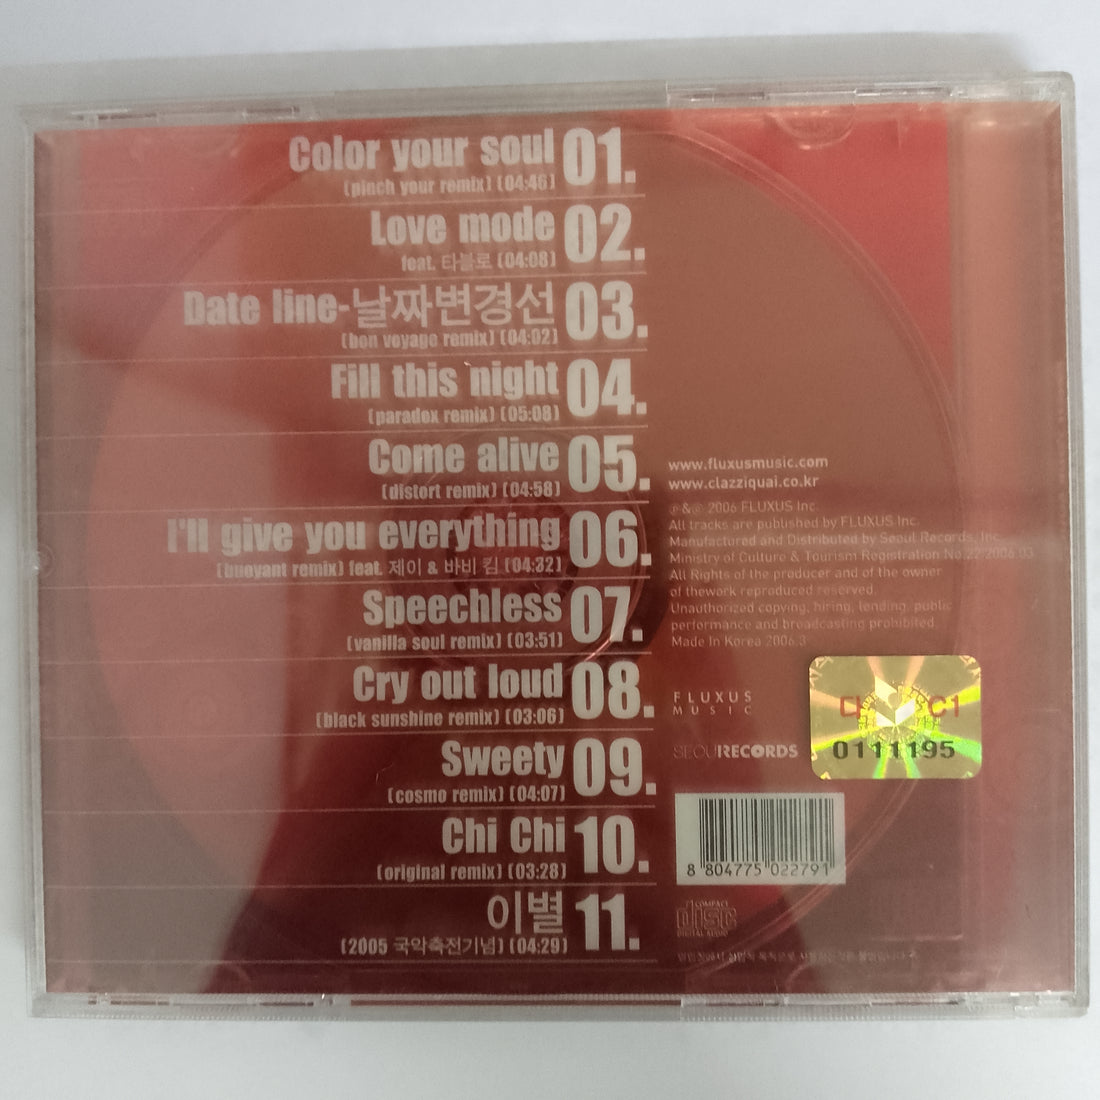 Color your soul 01.
(pinch your remix) (04:46)
Love mode 02.
feat. 타블로 (04:08)
Date line-날짜변경선 03.
(bon voyage remix) (04:02)
Fill this night 04.
(paradox remix) (05:08)
Come alive 05.
(distort remix) (04:58)
I'll give you everything 06.
(buoyant remix) feat. 제이 & 바비 킴 (04:32)
Speechless 07.
(vanilla soul remix) (03:51)
Cry out loud 08.
(black sunshine remix) (03:06)
Sweety 09.
(cosmo remix) (04:07)
Chi Chi 10.
(original remix) (03:28)
이별 11.
(2005 국악축전기념) (04:29)
www.fluxusmusic.com
www.clazziquai.co.kr
℗&© 2006 FLUXUS Inc.
All tracks are published by FLUXUS Inc.
Manufactured and Distributed by Seoul Records, Inc.
Ministry of Culture & Tourism Registration
All Rights of the producer and of the owner
of thework reproduced reserved.
Unauthorized copying, hiring, lending, public
performance and broadcasting prohibited.
Made In Korea 2006.3
FLUXUS
MUSIC
SEOULRECORDS
C1
0111195
8 804775 022791
COMPACT
disc
DIGITAL AUDIO